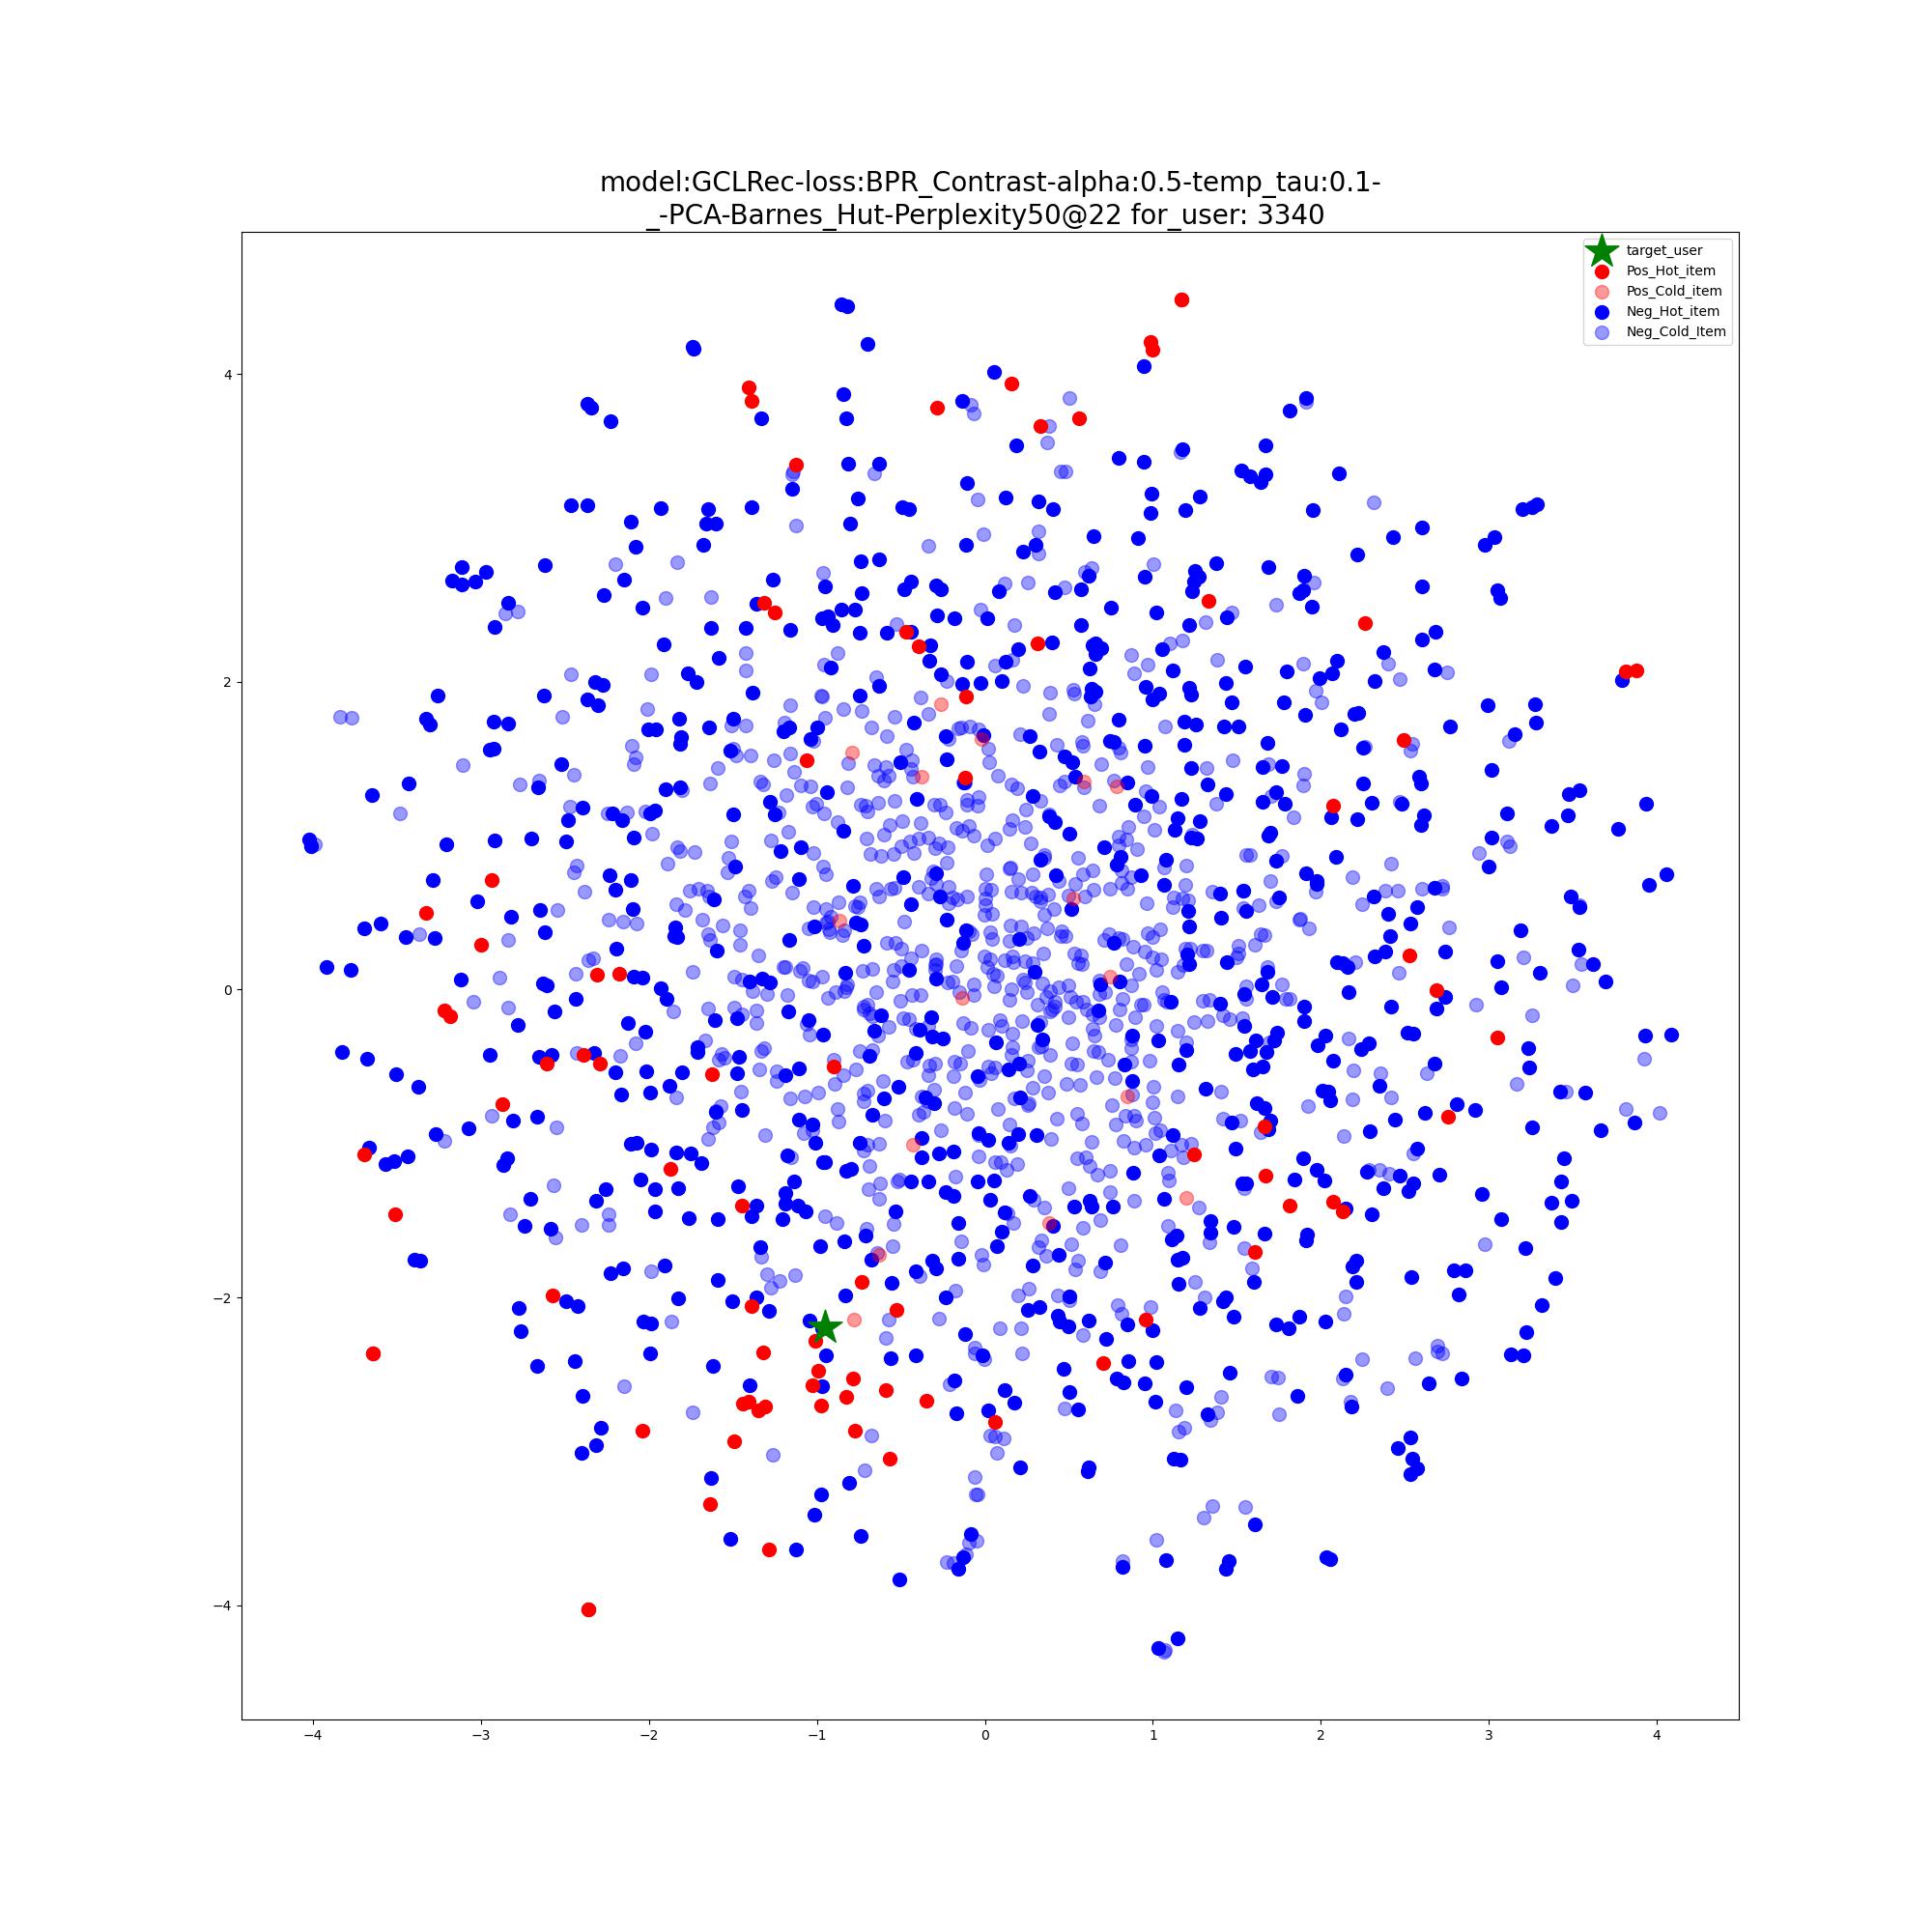 model:GCLRec-loss:BPR_Contrast-alpha:0.5-temp_tau:0.1-
_-PCA-Barnes_Hut-Perplexity50@22 for_user: 3340
target_user
Pos_Hot_item
Pos_Cold_item
Neg_Hot_item
Neg_Cold_Item
4
2
0
−2
−4
−4 −3 −2 −1 0 1 2 3 4